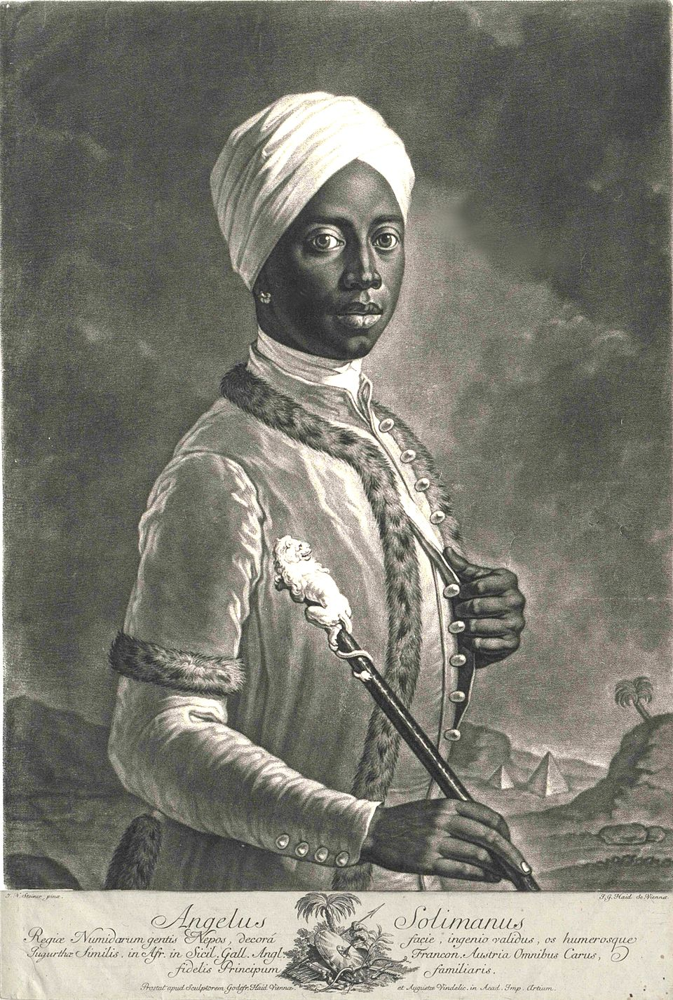 J. N. Steiner pinx.
J. G. Haid Sc Viennæ
Angelus Solimanus
Regiæ Numidarum gentis Nepos, decorá facie, ingenio validus, os humerosque
Jugurthæ Similis. in Afr. in Sicil. Gall. Angl. Francon. Austria Omnibus Carus,
fidelis Principum familiaris.
Prostat apud Sculptorem Godefr. Haid Viennæ. et Augustæ Vindelic. in Acad. Imp. Artium.